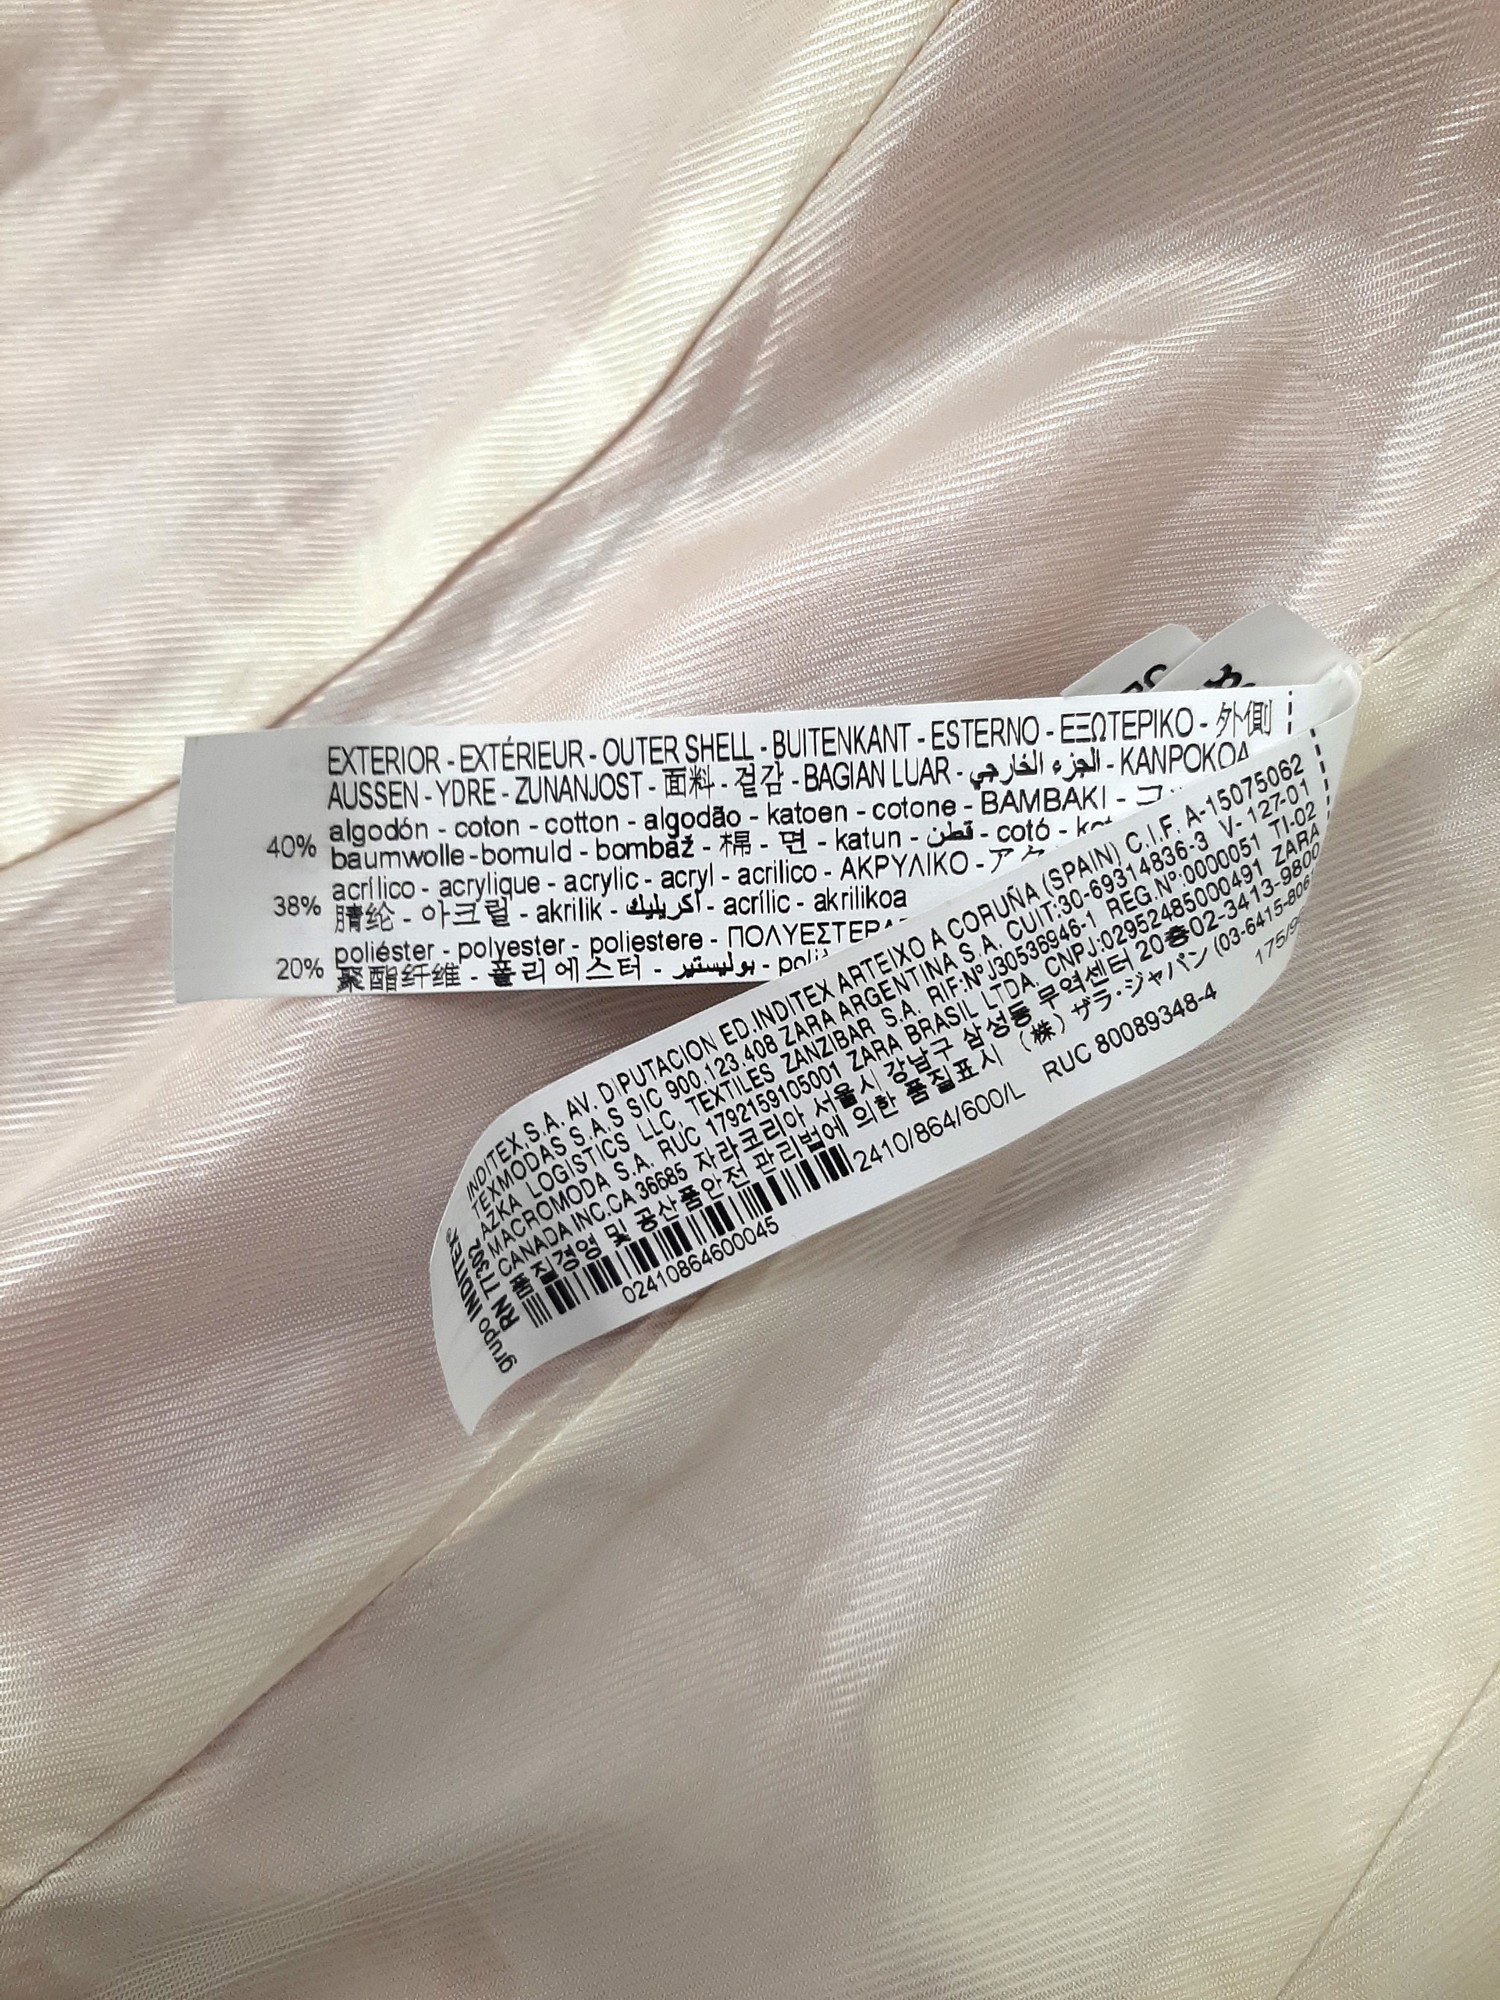 EXTERIOR - EXTÉRIEUR - OUTER SHELL - BUITENKANT - ESTERNO - ΕΞΩΤΕΡΙΚΟ - 外側
AUSSEN - YDRE - ZUNANJOST - 面料 - 겉감 - BAGIAN LUAR - الجزء الخارجي - KANPOKOA
40% algodón - coton - cotton - algodão - katoen - cotone - BAMBAKI -
baumwolle - bomuld - bombaž - 棉 - 면 - katun - قطن - cotó -
38% acrílico - acrylique - acrylic - acryl - acrilico - ΑΚΡΥΛΙΚΟ -
腈纶 - 아크릴 - akrilik - اكريليك - acrílic - akrilikoa
20% poliéster - polyester - poliestere -
聚酯纤维 - 폴리에스터 - بوليستير -
INDITEX,S.A. AV. DIPUTACION ED.INDITEX ARTEIXO A CORUÑA (SPAIN) C.I.F. A-15075062
TEXMODAS S.A.S SIC 900.123.408 ZARA ARGENTINA S.A. CUIT:30-69314836-3 V-127-01
AZKA LOGISTICS LLC, TEXTILES ZANZIBAR S.A. RIF:Nº J30536946-1 REG.Nº:0000051 TI-02
MACROMODA S.A. RUC 1792159105001 ZARA BRASIL LTDA. CNPJ:02952485000491 ZARA
CANADA INC.CA 36685 자라코리아 서울시 강남구 삼성동 무역센터 20층02-3413-9800
품질경영 및 공산품안전 관리법에 의한 품질표시 (株)ザラ・ジャパン (03-6415-806
2410/864/600/L RUC 80089348-4
02410864600045
grupo INDITEX®
RN 77302